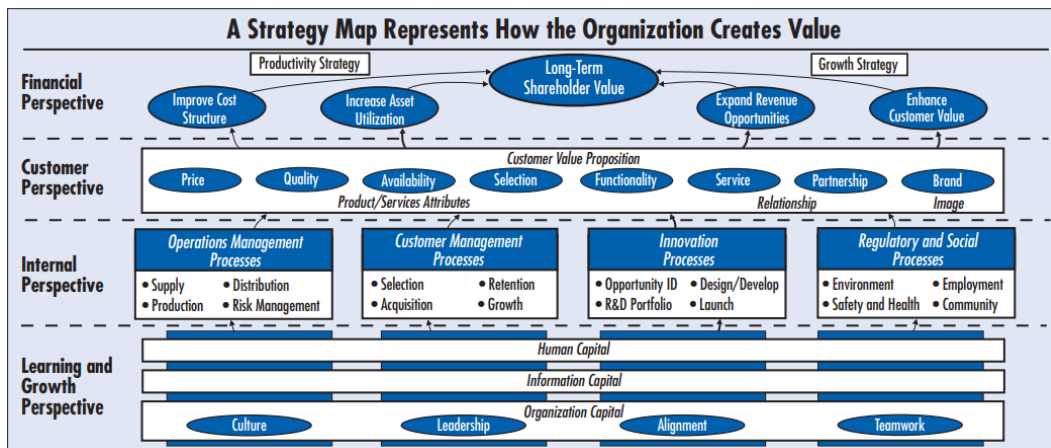 A Strategy Map Represents How the Organization Creates Value
Financial
Perspective
Productivity Strategy
Growth Strategy
Long-Term
Shareholder Value
Improve Cost
Structure
Increase Asset
Utilization
Expand Revenue
Opportunities
Enhance
Customer Value
Customer
Perspective
Customer Value Proposition
Price
Quality
Availability
Selection
Functionality
Service
Partnership
Brand
Product/Services Attributes
Relationship
Image
Internal
Perspective
Operations Management
Processes
• Supply
• Distribution
• Production
• Risk Management
Customer Management
Processes
• Selection
• Retention
• Acquisition
• Growth
Innovation
Processes
• Opportunity ID
• Design/Develop
• R&D Portfolio
• Launch
Regulatory and Social
Processes
• Environment
• Employment
• Safety and Health
• Community
Learning and
Growth
Perspective
Human Capital
Information Capital
Organization Capital
Culture
Leadership
Alignment
Teamwork